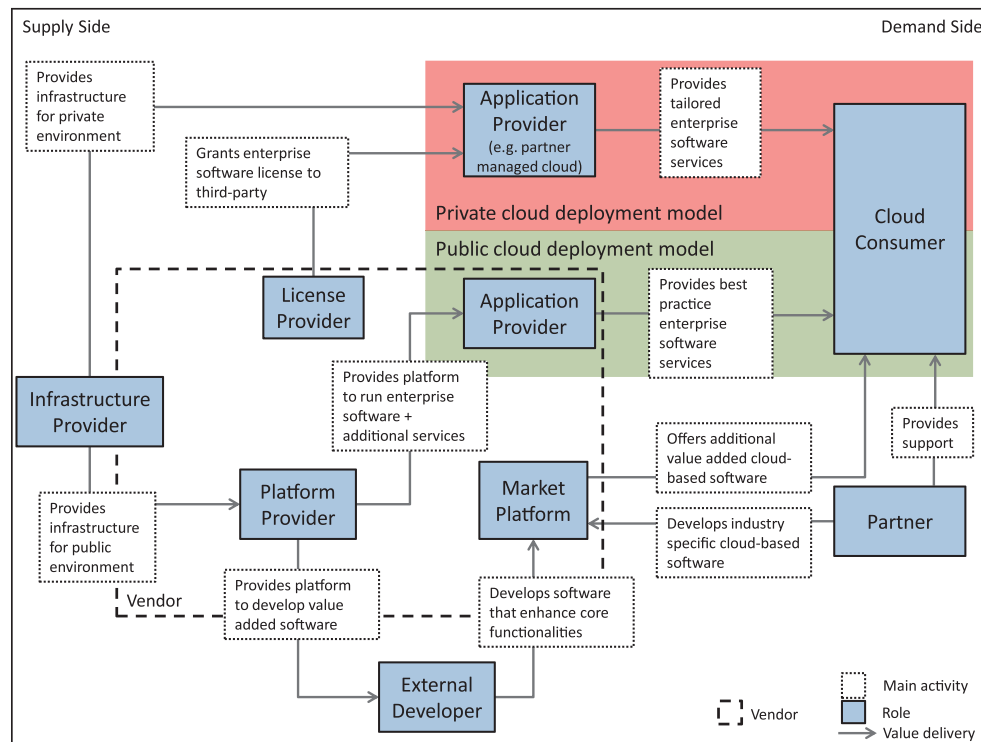 Supply Side
Demand Side
Provides
infrastructure
for private
environment
Application
Provider
(e.g. partner
managed cloud)
Provides
tailored
enterprise
software
services
Grants enterprise
software license to
third-party
Private cloud deployment model
Cloud
Consumer
Public cloud deployment model
License
Provider
Application
Provider
Provides best
practice
enterprise
software
services
Infrastructure
Provider
Provides platform
to run enterprise
software +
additional services
Offers additional
value added cloud-
based software
Provides
support
Provides
infrastructure
for public
environment
Platform
Provider
Market
Platform
Develops industry
specific cloud-based
software
Partner
Vendor
Provides platform
to develop value
added software
Develops software
that enhance core
functionalities
External
Developer
Vendor
Main activity
Role
Value delivery